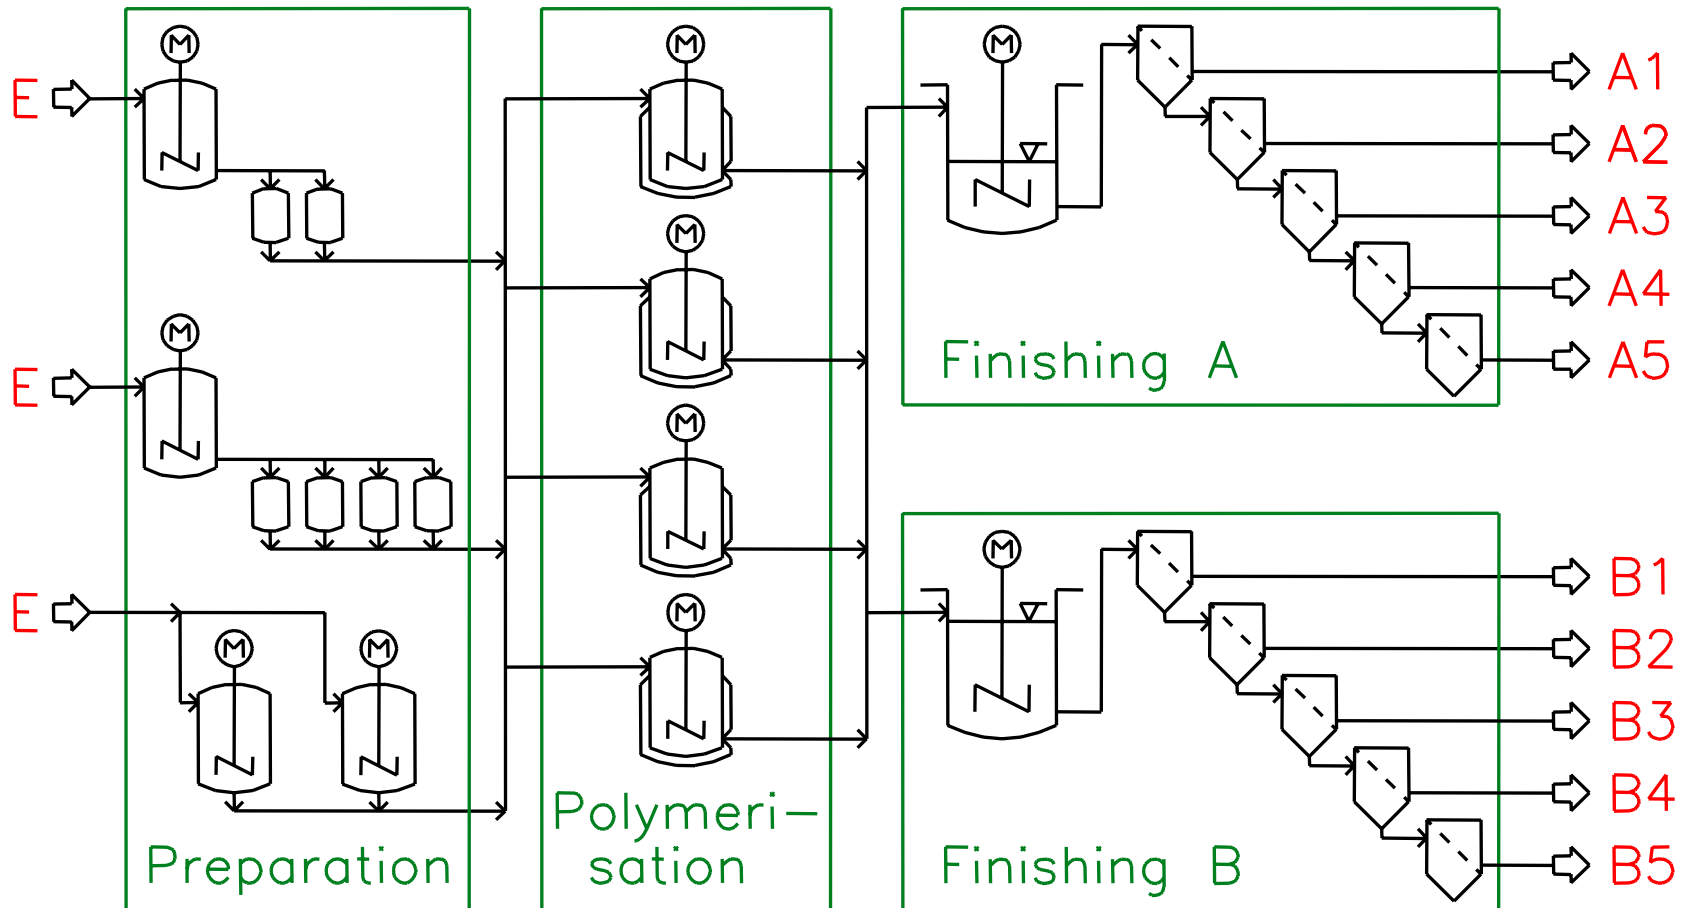 M
M
M
A1
E
A2
A3
M
M
E
Finishing A
A4
A5
M
M
B1
E
M
M
M
B2
B3
Polymeri-
B4
Preparation
sation
Finishing B
B5